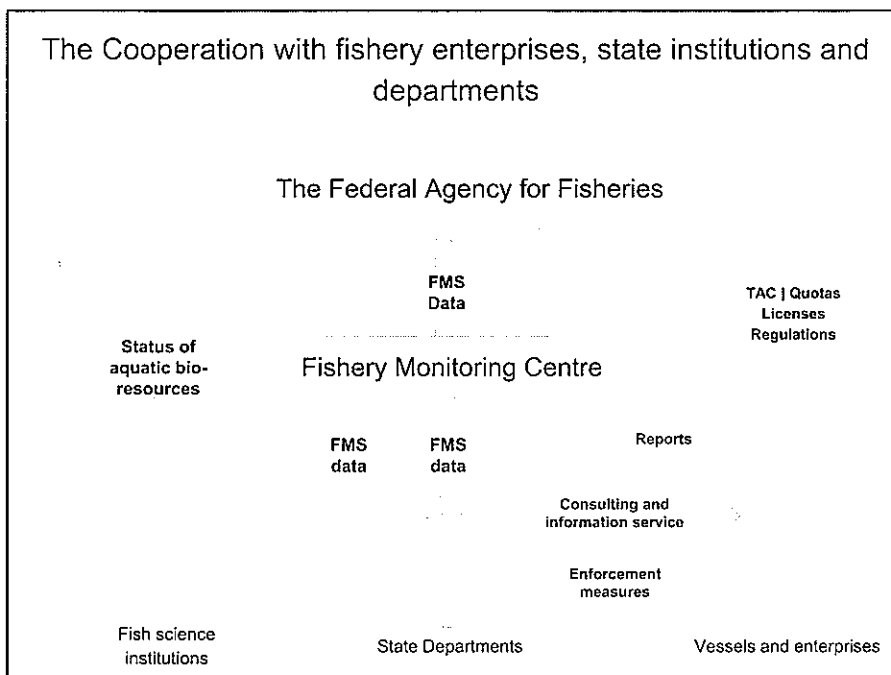 The Cooperation with fishery enterprises, state institutions and
departments
The Federal Agency for Fisheries
FMS
Data
TAC | Quotas
Licenses
Regulations
Status of
aquatic bio-
resources
Fishery Monitoring Centre
FMS
data
FMS
data
Reports
Consulting and
information service
Enforcement
measures
Fish science
institutions
State Departments
Vessels and enterprises